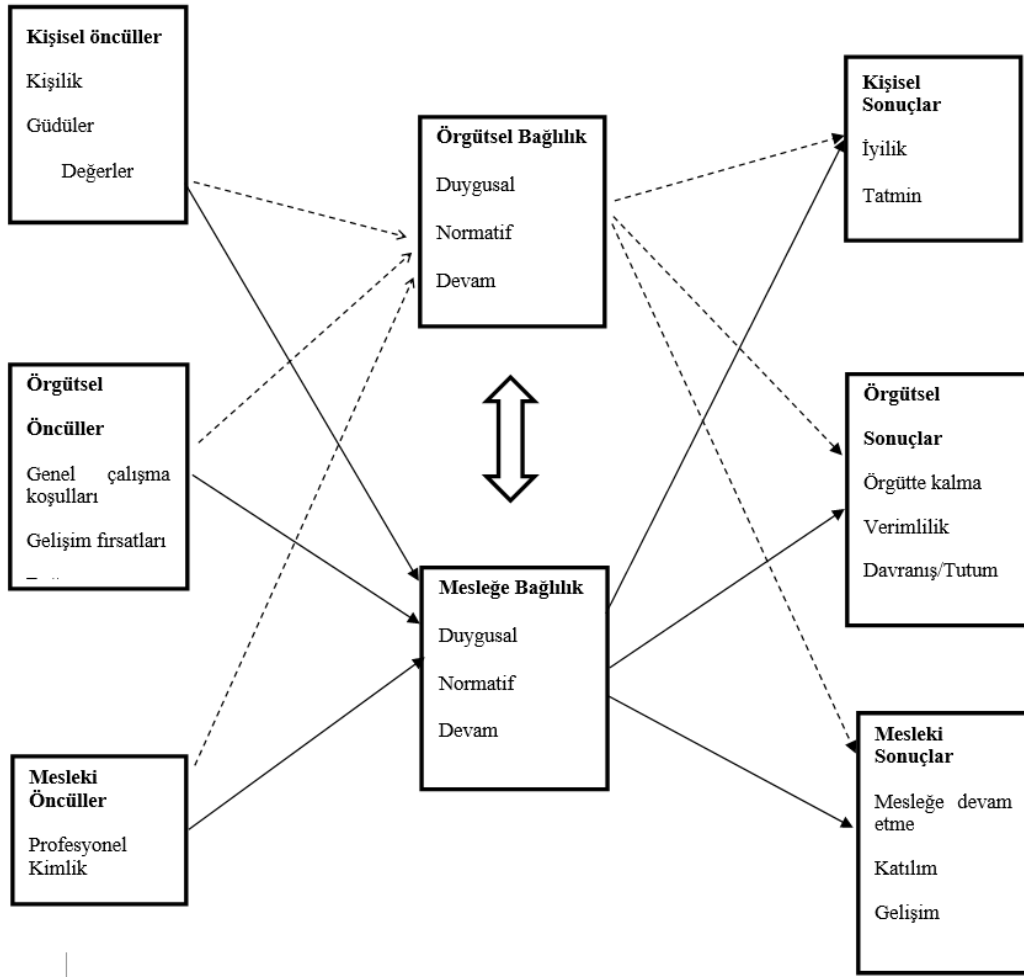 Kişisel öncüller
Kişilik
Güdüler
Değerler
Örgütsel
Öncüller
Genel çalışma
koşulları
Gelişim fırsatları
Mesleki
Öncüller
Profesyonel
Kimlik
Örgütsel Bağlılık
Duygusal
Normatif
Devam
Mesleğe Bağlılık
Duygusal
Normatif
Devam
Kişisel
Sonuçlar
İyilik
Tatmin
Örgütsel
Sonuçlar
Örgütte kalma
Verimlilik
Davranış/Tutum
Mesleki
Sonuçlar
Mesleğe devam
etme
Katılım
Gelişim